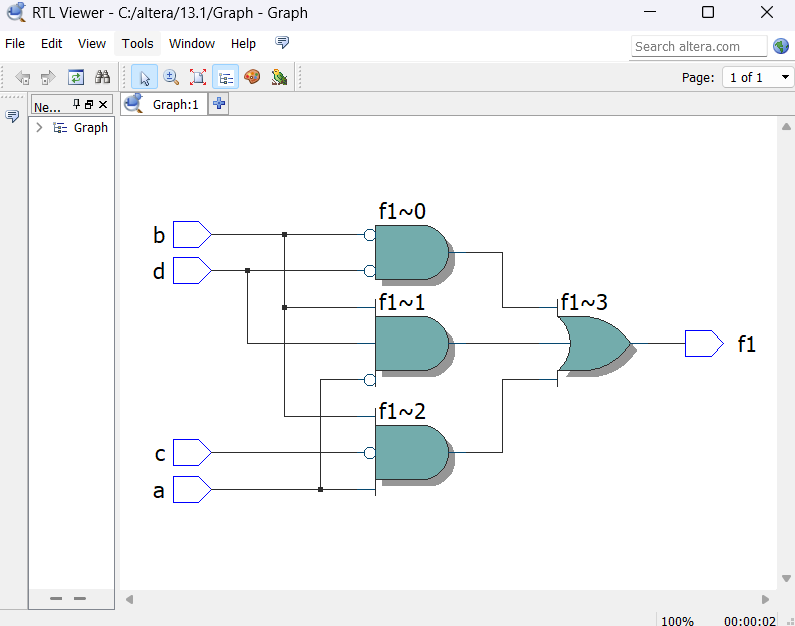 RTL Viewer - C:/altera/13.1/Graph - Graph
File Edit View Tools Window Help
Search altera.com
Page: 1 of 1
Ne...
Graph:1
Graph
f1~0
b
d
f1~1
f1~3
f1
f1~2
c
a
100% 00:00:02